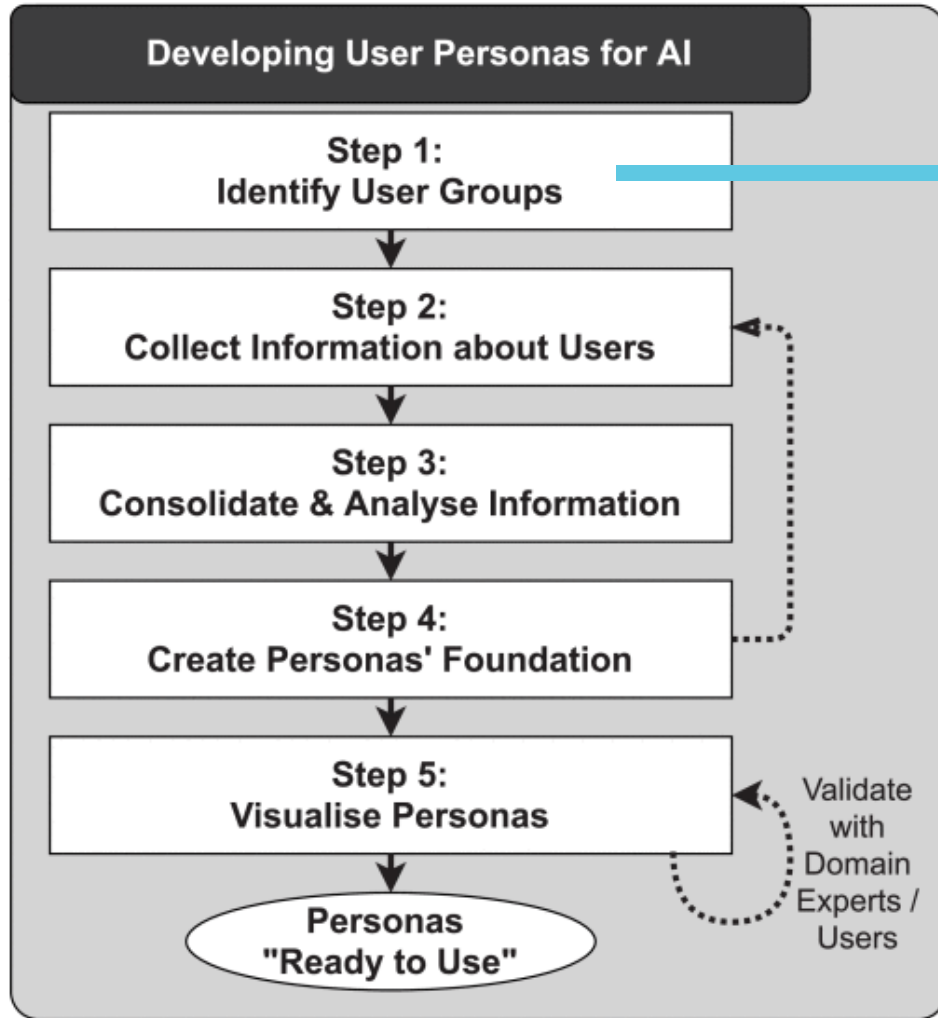 Developing User Personas for AI
Step 1:
Identify User Groups
Step 2:
Collect Information about Users
Step 3:
Consolidate & Analyse Information
Step 4:
Create Personas' Foundation
Step 5:
Visualise Personas
Validate
with
Domain
Experts /
Users
Personas
"Ready to Use"